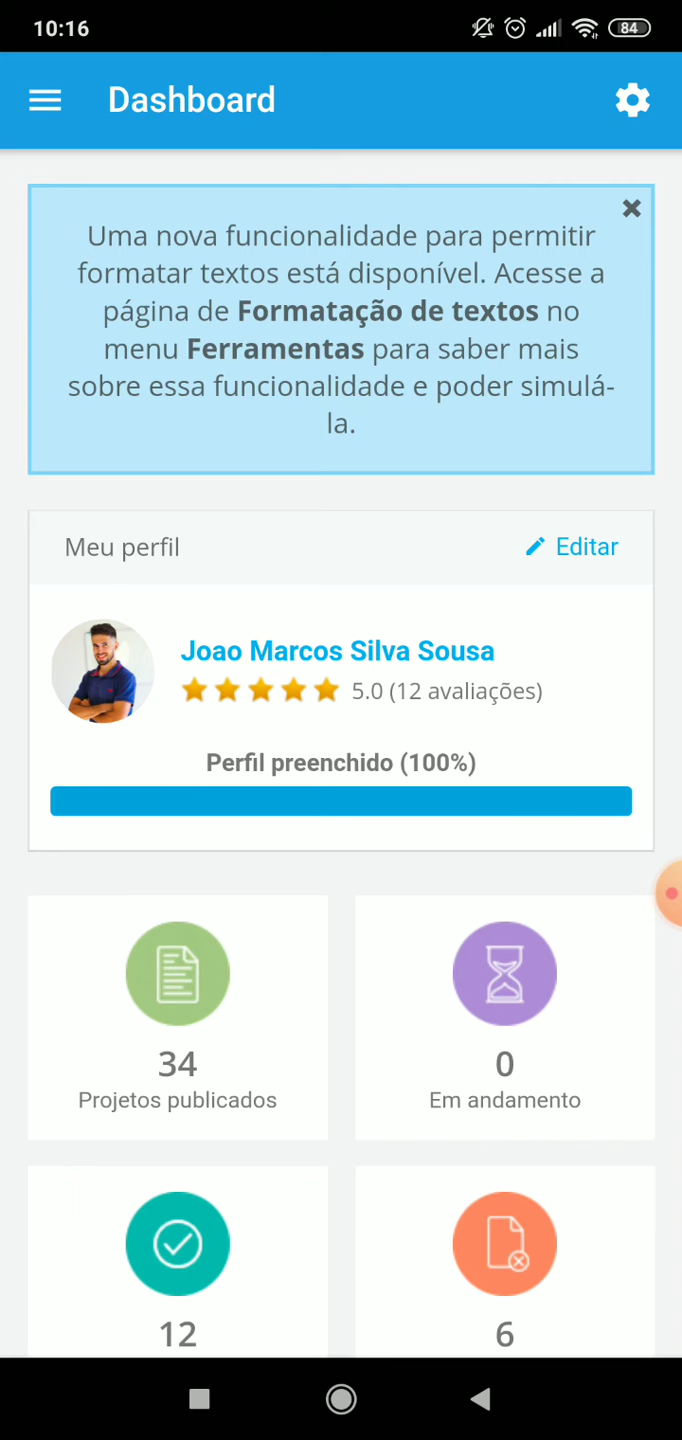 10:16
84
Dashboard
Uma nova funcionalidade para permitir
formatar textos está disponível. Acesse a
página de Formatação de textos no
menu Ferramentas para saber mais
sobre essa funcionalidade e poder simulá-
la.
Meu perfil
Editar
Joao Marcos Silva Sousa
5.0 (12 avaliações)
Perfil preenchido (100%)
34
Projetos publicados
0
Em andamento
12
6